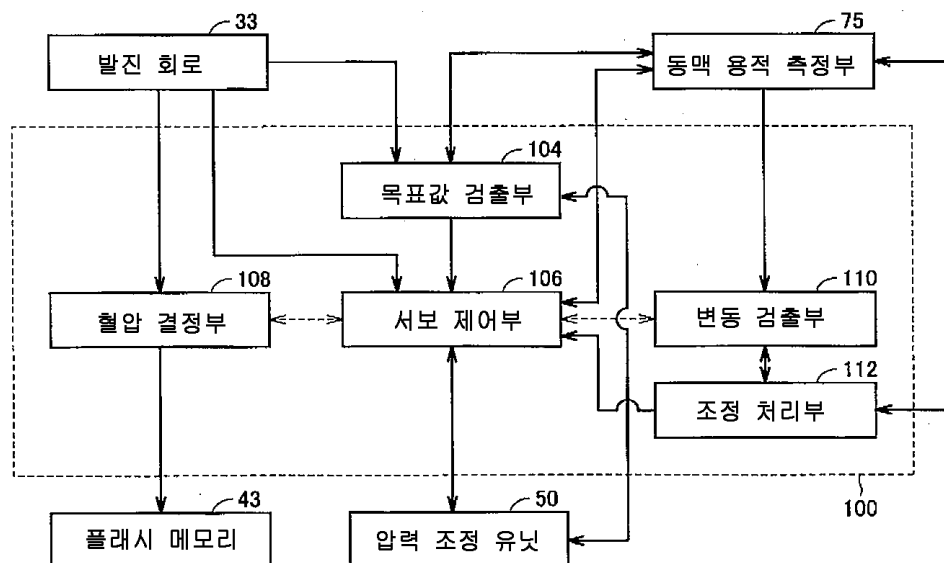 33
발진 회로
75
동맥 용적 측정부
104
목표값 검출부
108
혈압 결정부
106
서보 제어부
110
변동 검출부
112
조정 처리부
100
43
플래시 메모리
50
압력 조정 유닛